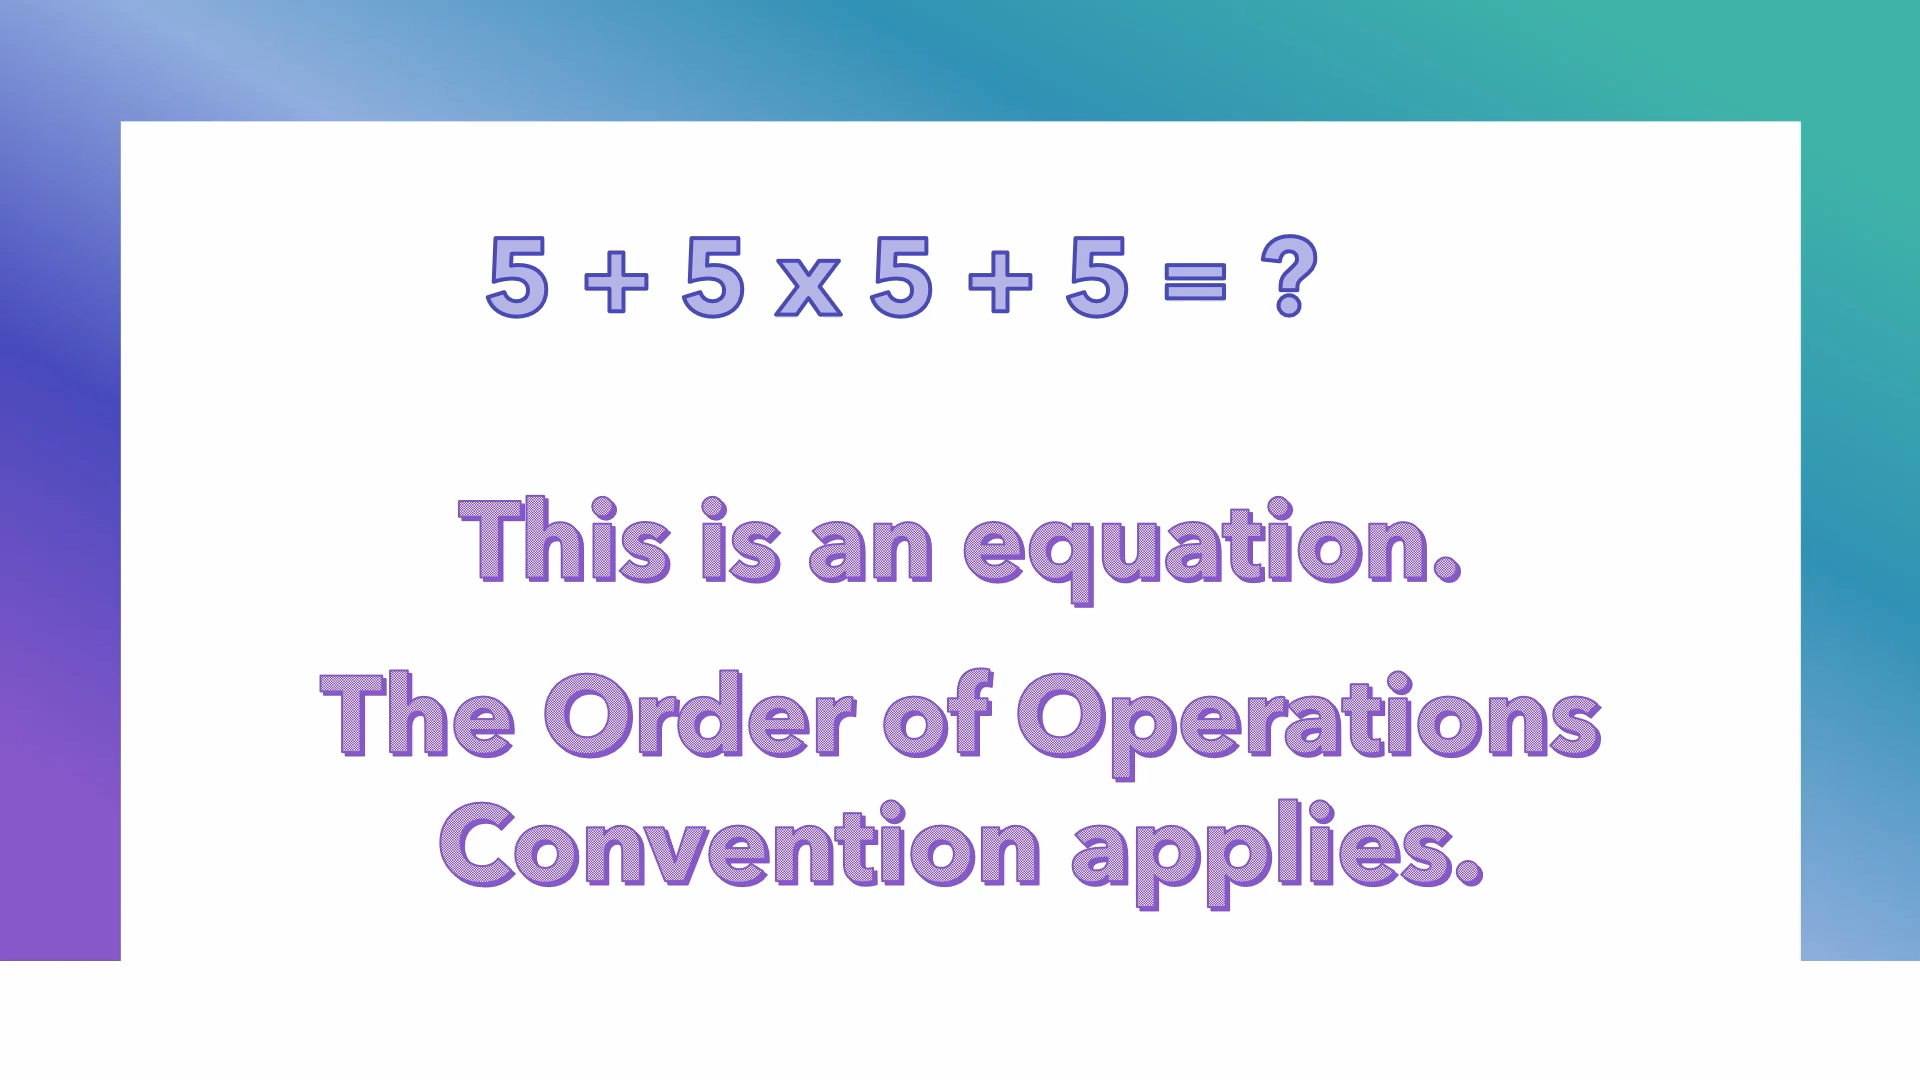 5 + 5 x 5 + 5 = ?
This is an equation.
The Order of Operations
Convention applies.